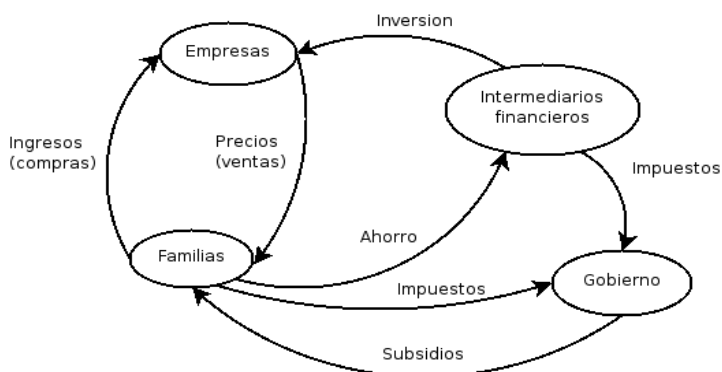 Inversion
Empresas
Intermediarios
financieros
Ingresos
(compras)
Precios
(ventas)
Impuestos
Ahorro
Familias
Impuestos
Gobierno
Subsidios